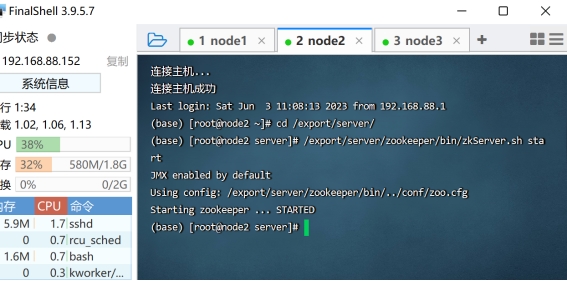 FinalShell 3.9.5.7
同步状态
192.168.88.152 复制
系统信息
行 1:34
载 1.02, 1.06, 1.13
PU 38%
存 32% 580M/1.8G
换 0% 0/2G
内存 CPU 命令
5.9M 1.7 sshd
0 0.7 rcu_sched
1.6M 0.7 bash
0 0.3 kworker/...
1 node1
2 node2
3 node3
连接主机...
连接主机成功
Last login: Sat Jun  3 11:08:13 2023 from 192.168.88.1
(base) [root@node2 ~]# cd /export/server/
(base) [root@node2 server]# /export/server/zookeeper/bin/zkServer.sh sta
rt
JMX enabled by default
Using config: /export/server/zookeeper/bin/../conf/zoo.cfg
Starting zookeeper ... STARTED
(base) [root@node2 server]#